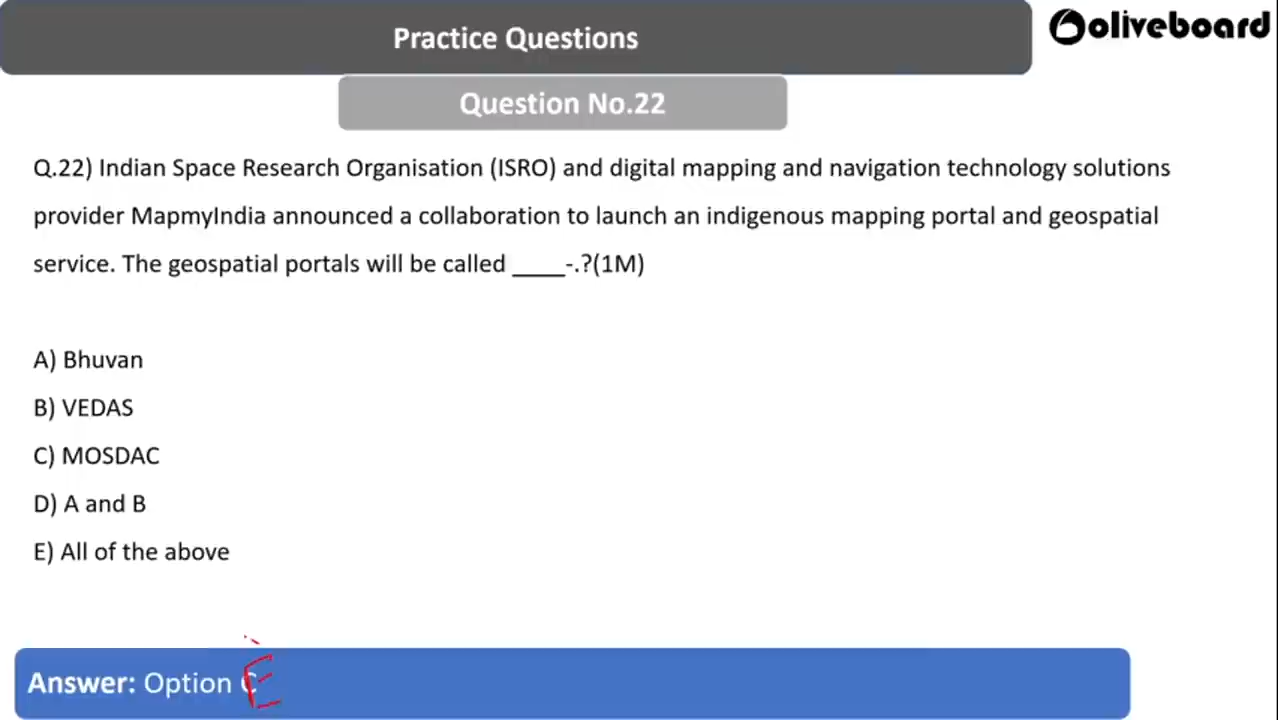 Practice Questions
oliveboard
Question No.22
Q.22) Indian Space Research Organisation (ISRO) and digital mapping and navigation technology solutions
provider MapmyIndia announced a collaboration to launch an indigenous mapping portal and geospatial
service. The geospatial portals will be called ____-.?(1M)
A) Bhuvan
B) VEDAS
C) MOSDAC
D) A and B
E) All of the above
Answer: Option C E